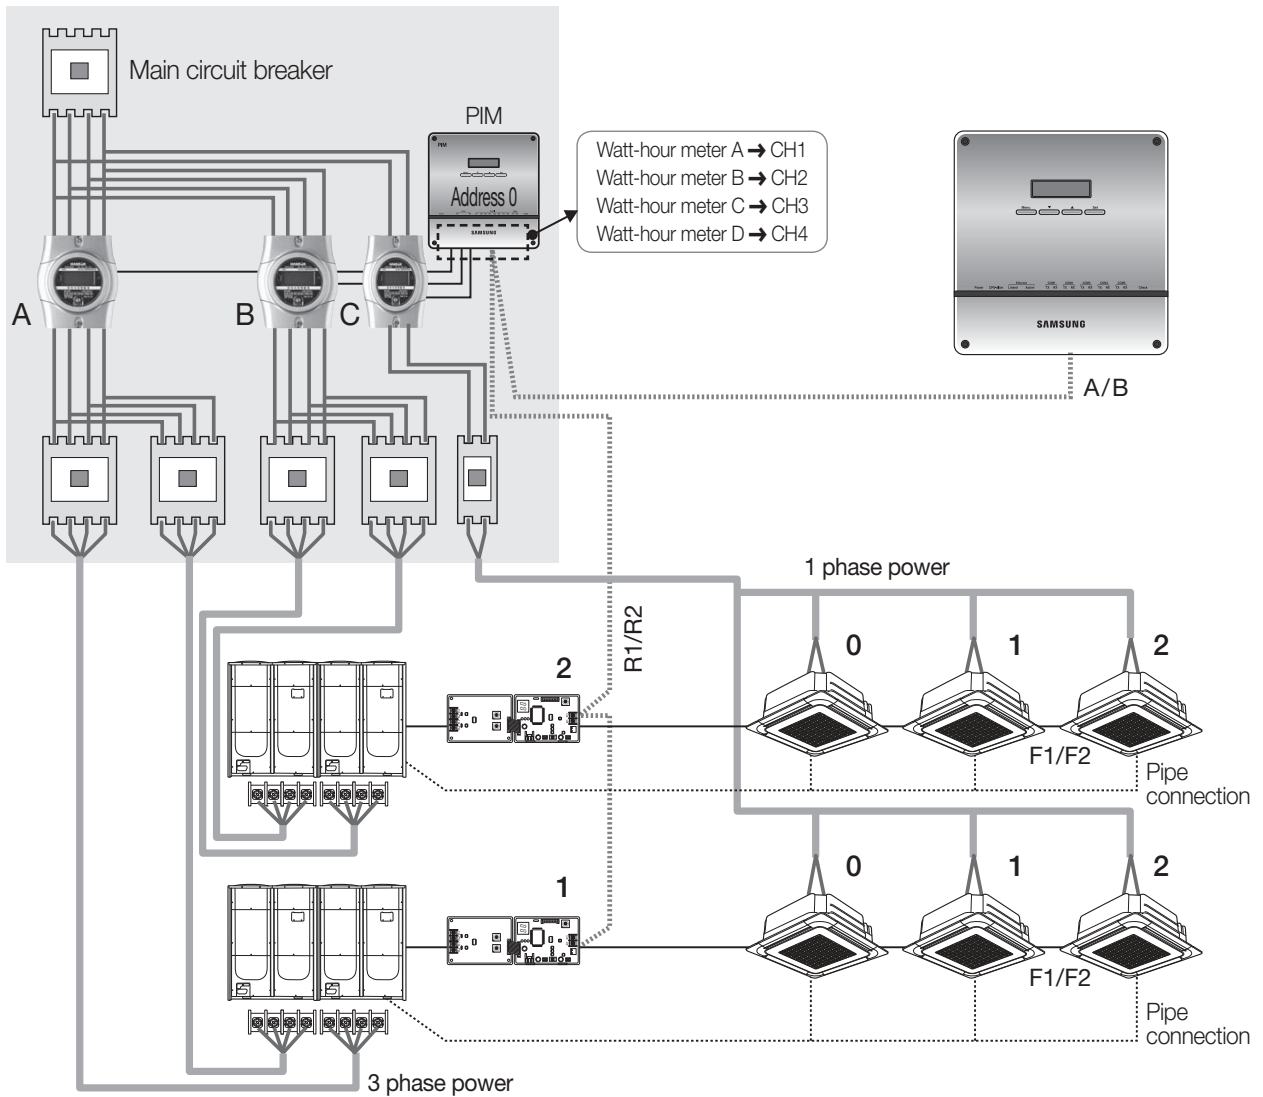 Main circuit breaker
PIM
PIM
Address 0
SAMSUNG
Watt-hour meter A ➔ CH1
Watt-hour meter B ➔ CH2
Watt-hour meter C ➔ CH3
Watt-hour meter D ➔ CH4
SAMSUNG
A
B
C
A/B
1 phase power
R1/R2
2
0
1
2
F1/F2
Pipe
connection
1
0
1
2
F1/F2
Pipe
connection
3 phase power